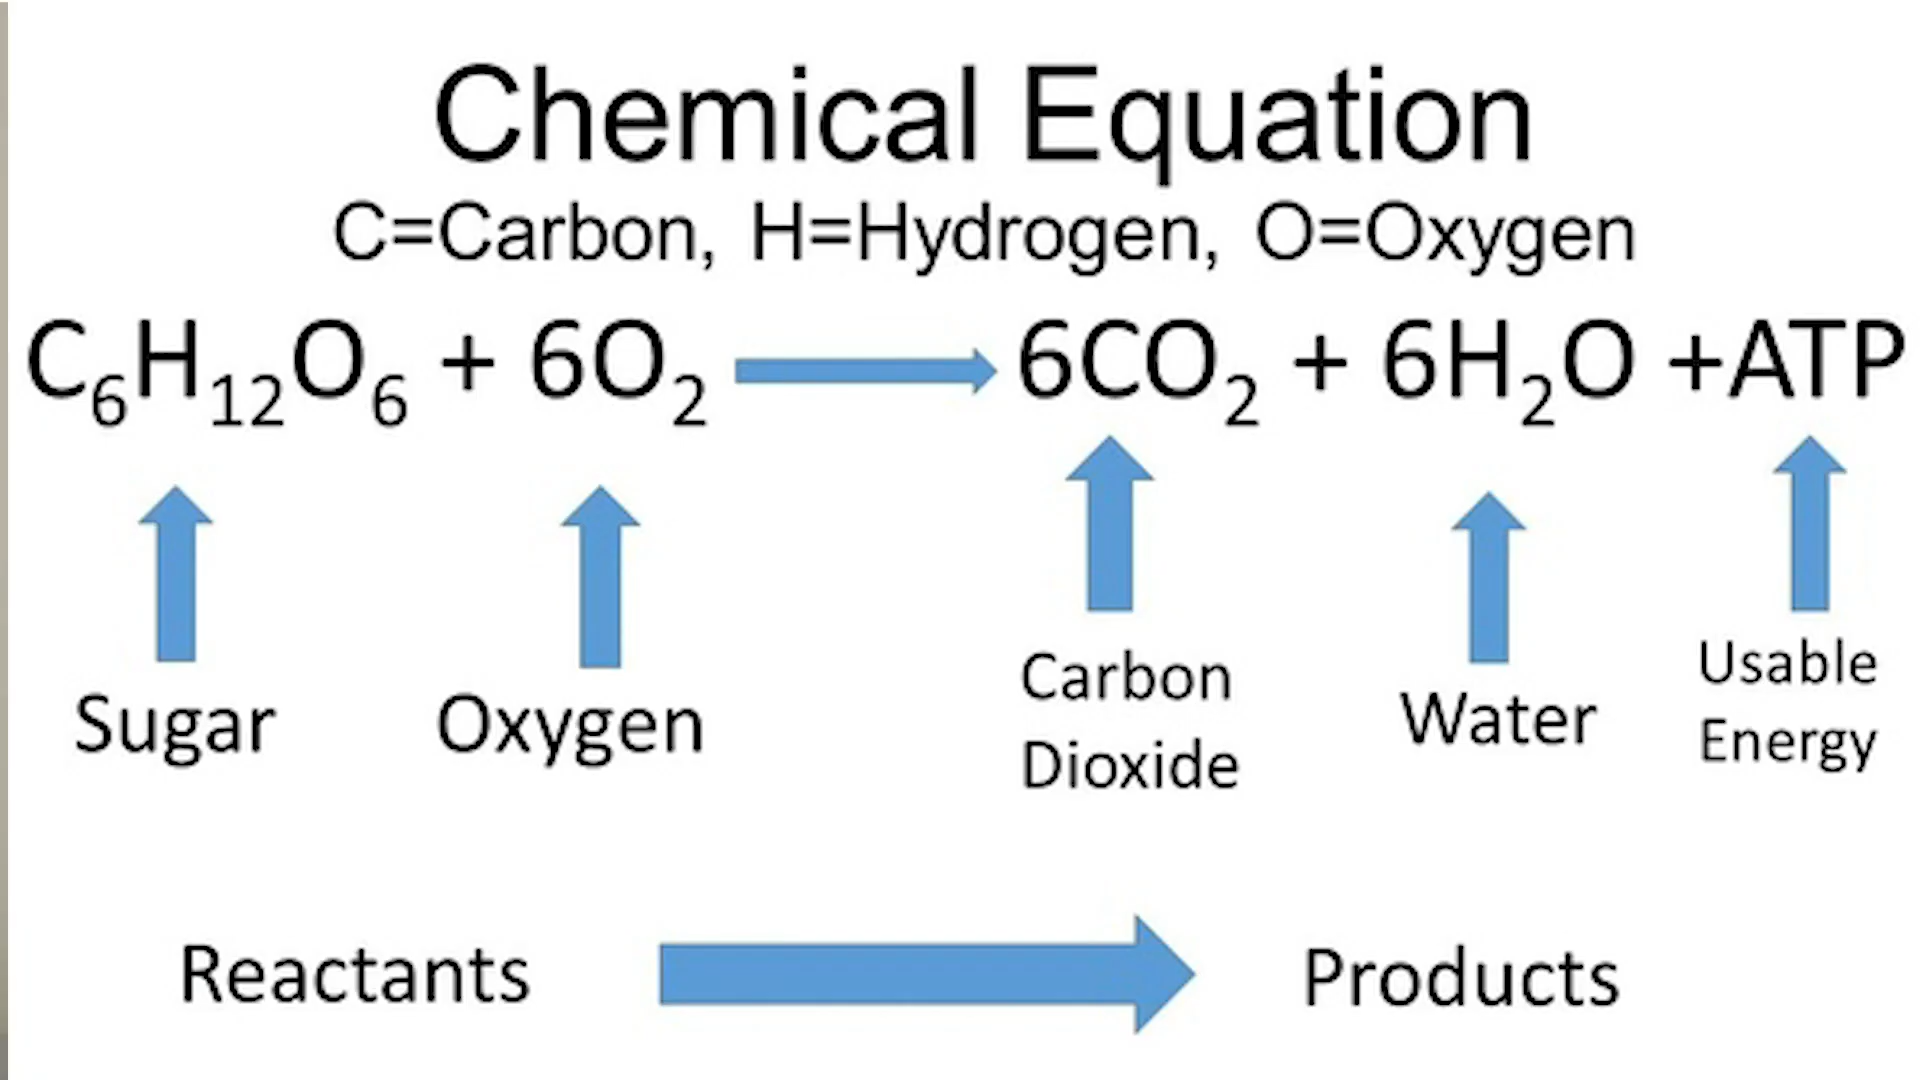 Chemical Equation
C=Carbon, H=Hydrogen, O=Oxygen
C₆H₁₂O₆ + 6O₂ 6CO₂ + 6H₂O +ATP
Sugar
Oxygen
Carbon
Dioxide
Water
Usable
Energy
Reactants
Products